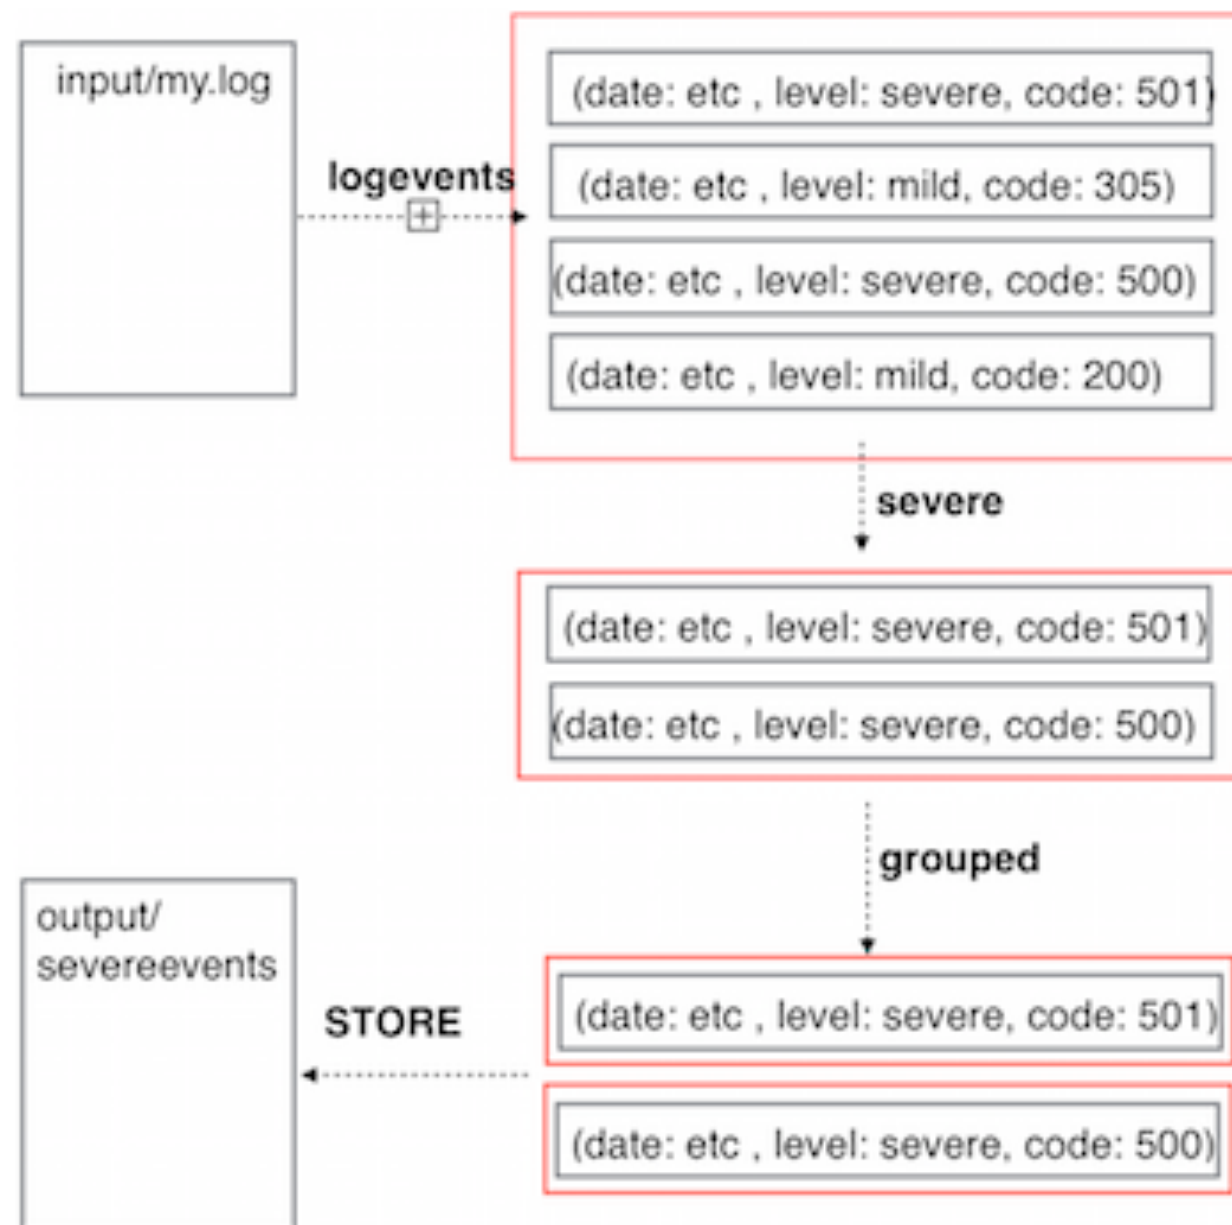 input/my.log
logevents
(date: etc , level: severe, code: 501)
(date: etc , level: mild, code: 305)
(date: etc , level: severe, code: 500)
(date: etc , level: mild, code: 200)
severe
(date: etc , level: severe, code: 501)
(date: etc , level: severe, code: 500)
grouped
output/
severeevents
STORE
(date: etc , level: severe, code: 501)
(date: etc , level: severe, code: 500)